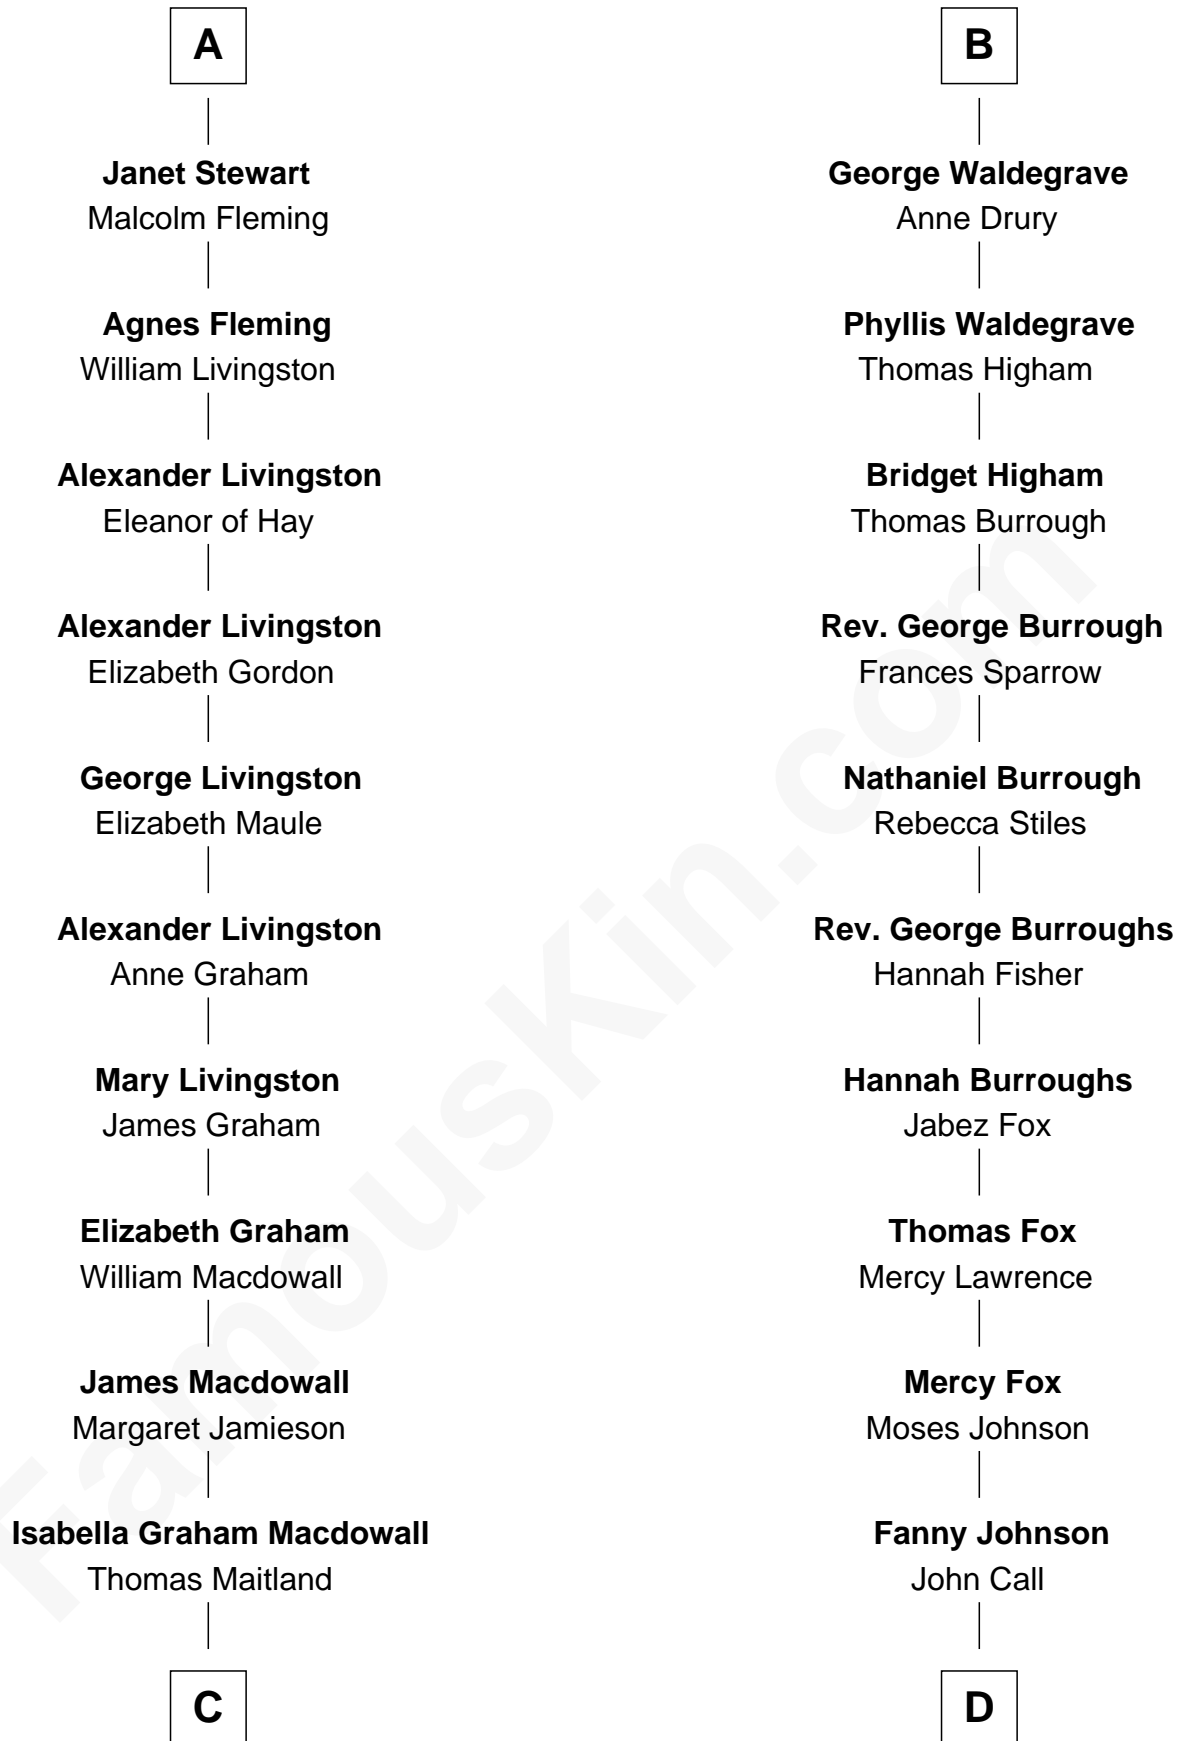 A
Janet Stewart
Malcolm Fleming
Agnes Fleming
William Livingston
Alexander Livingston
Eleanor of Hay
Alexander Livingston
Elizabeth Gordon
George Livingston
Elizabeth Maule
Alexander Livingston
Anne Graham
Mary Livingston
James Graham
Elizabeth Graham
William Macdowall
James Macdowall
Margaret Jamieson
Isabella Graham Macdowall
Thomas Maitland
C
B
George Waldegrave
Anne Drury
Phyllis Waldegrave
Thomas Higham
Bridget Higham
Thomas Burrough
Rev. George Burrough
Frances Sparrow
Nathaniel Burrough
Rebecca Stiles
Rev. George Burroughs
Hannah Fisher
Hannah Burroughs
Jabez Fox
Thomas Fox
Mercy Lawrence
Mercy Fox
Moses Johnson
Fanny Johnson
John Call
D
FamousKin.com